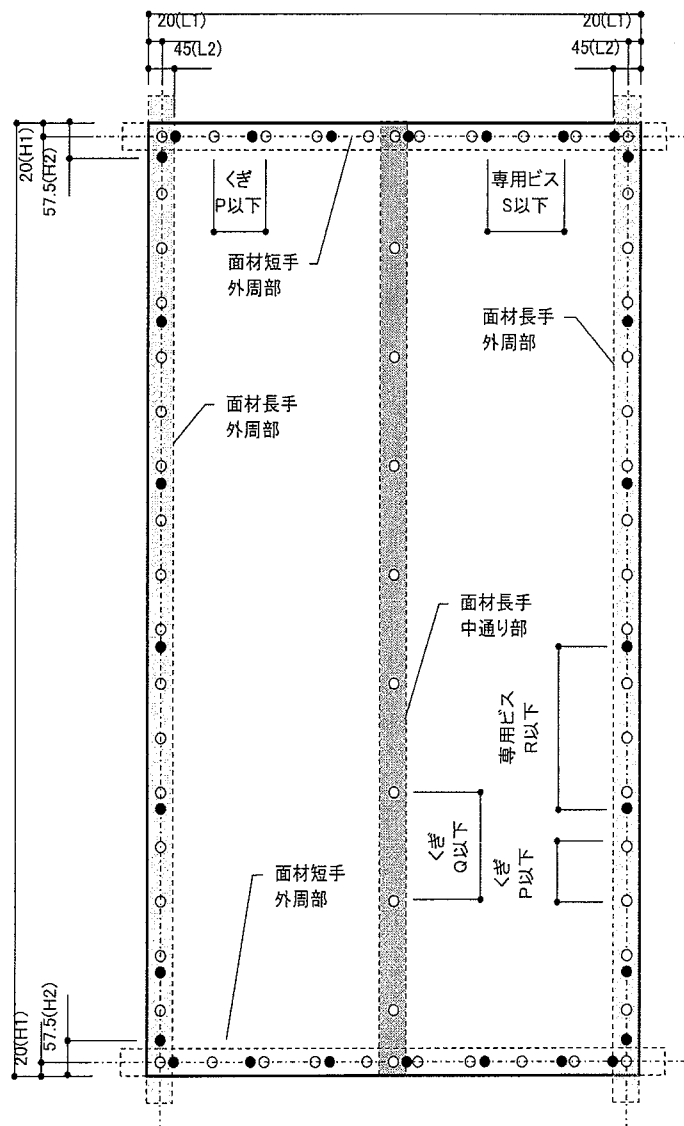 20(L1)
20(L1)
45(L2)
45(L2)
20(H1)
57.5(H2)
くぎ
P以下
専用ビス
S以下
面材短手
外周部
面材長手
外周部
面材長手
外周部
面材長手
中通り部
専用ビス
R以下
くぎ
Q以下
くぎ
P以下
面材短手
外周部
20(H1)
57.5(H2)